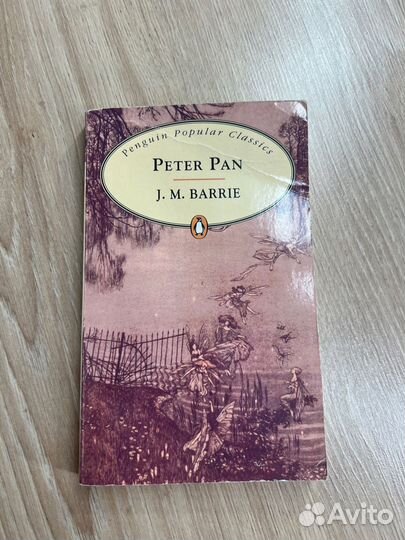 Penguin Popular Classics
PETER PAN
J. M. BARRIE
Avito